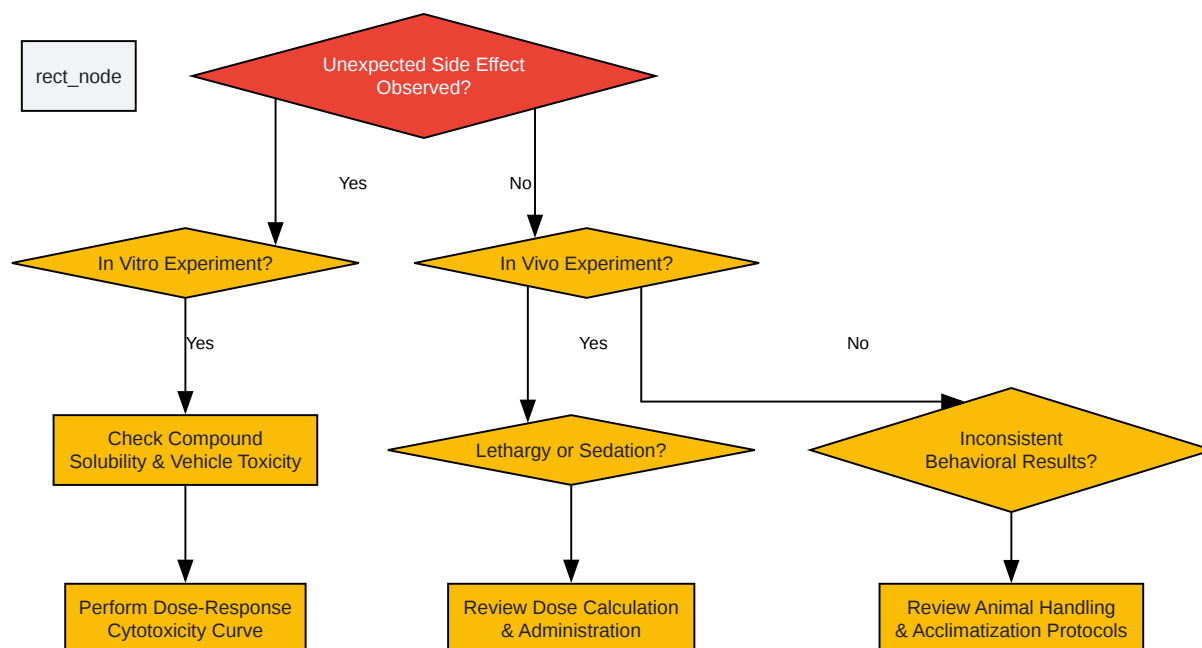 rect_node
Unexpected Side Effect
Observed?
Yes
No
In Vitro Experiment?
In Vivo Experiment?
Yes
Yes
No
Check Compound
Solubility & Vehicle Toxicity
Lethargy or Sedation?
Inconsistent
Behavioral Results?
Perform Dose-Response
Cytotoxicity Curve
Review Dose Calculation
& Administration
Review Animal Handling
& Acclimatization Protocols